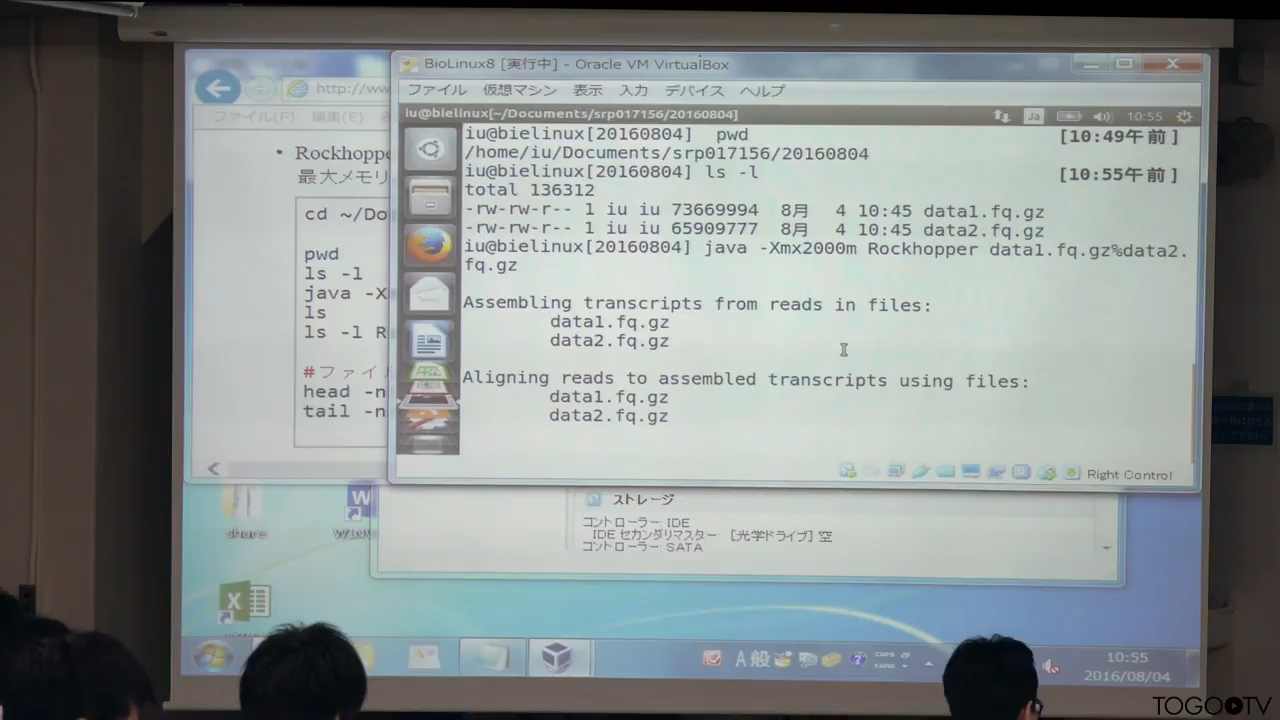 BioLinux8 [実行中] - Oracle VM VirtualBox
ファイル 仮想マシン 表示 入力 デバイス ヘルプ
iu@bielinux[~/Documents/srp017156/20160804]
Ja 10:55
iu@bielinux[20160804] pwd [10:49午前]
/home/iu/Documents/srp017156/20160804
iu@bielinux[20160804] ls -l [10:55午前]
total 136312
-rw-rw-r-- 1 iu iu 73669994 8月 4 10:45 data1.fq.gz
-rw-rw-r-- 1 iu iu 65909777 8月 4 10:45 data2.fq.gz
iu@bielinux[20160804] java -Xmx2000m Rockhopper data1.fq.gz%data2.
fq.gz
Assembling transcripts from reads in files:
data1.fq.gz
data2.fq.gz
Aligning reads to assembled transcripts using files:
data1.fq.gz
data2.fq.gz
Right Control
http://ww
ファイル(F) 編集(E)
• Rockhoppe
最大メモリ
cd ~/Do
pwd
ls -l
java -X
ls
ls -l R
#ファイ
head -n
tail -n
ストレージ
コントローラー: IDE
IDE セカンダリマスター: [光学ドライブ] 空
コントローラー: SATA
share
A 般
CAPS
KANA
10:55
2016/08/04
TOGOTV